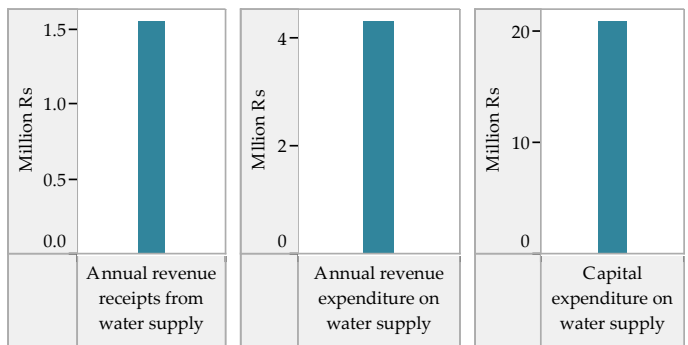 Million Rs
1.5
1.0
0.5
0.0
Annual revenue
receipts from
water supply
Mllion Rs
4
2
0
Annual revenue
expenditure on
water supply
Million Rs
20
10
0
Capital
expenditure on
water supply